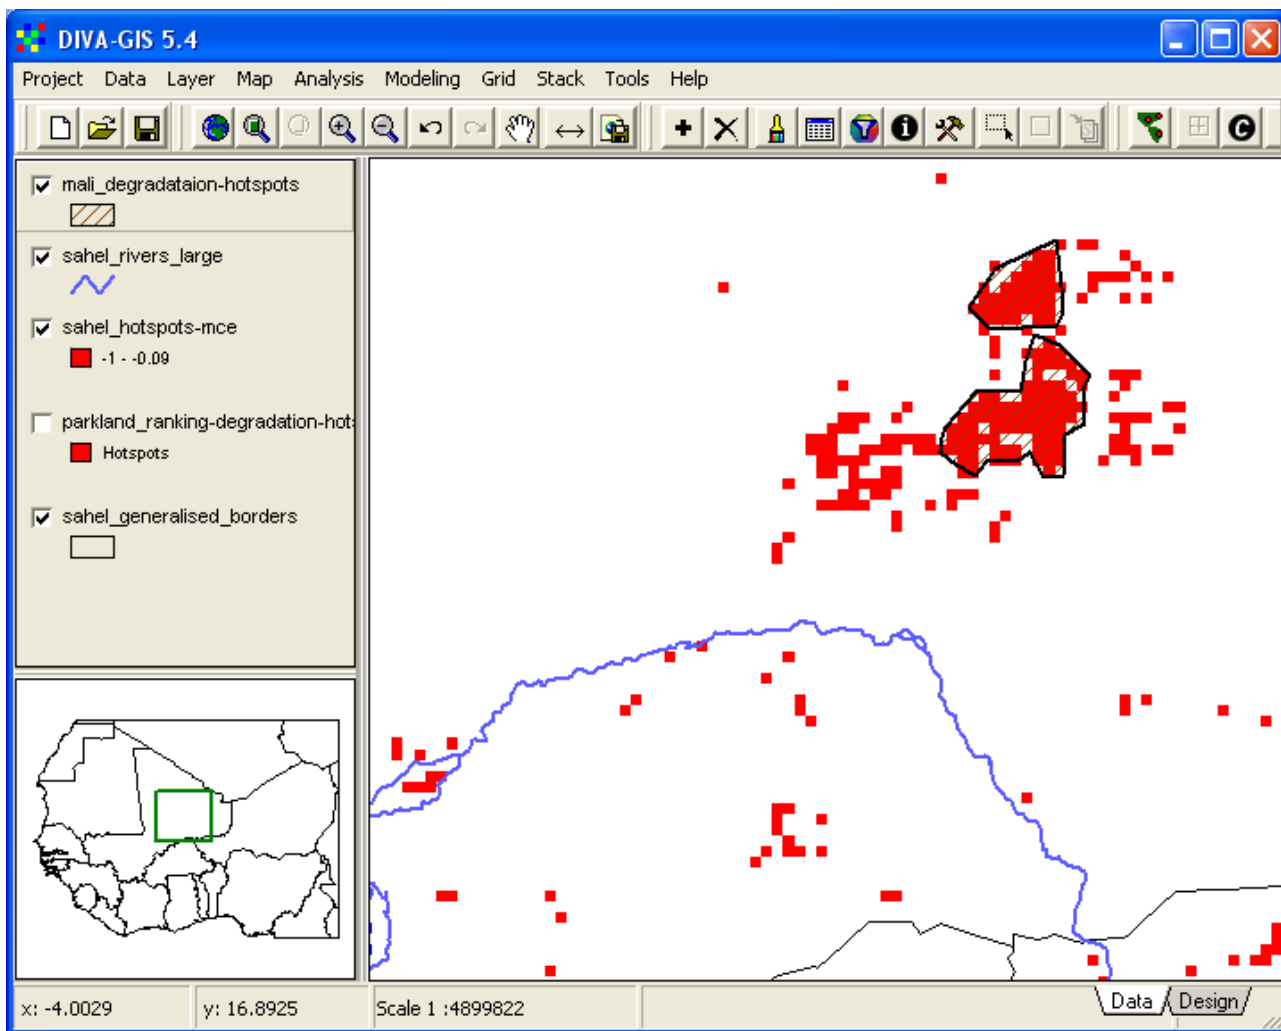 DIVA-GIS 5.4
Project Data Layer Map Analysis Modeling Grid Stack Tools Help
mali_degradataion-hotspots
sahel_rivers_large
sahel_hotspots-mce
-1 - -0.09
parkland_ranking-degradation-hot
Hotspots
sahel_generalised_borders
x: -4.0029 y: 16.8925 Scale 1 :4899822 Data Design